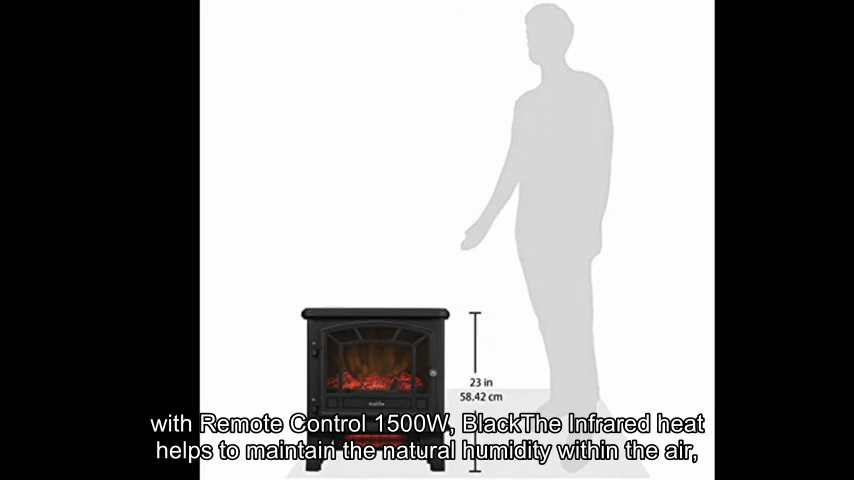 23 in
58.42 cm
with Remote Control 1500W, BlackThe Infrared heat
helps to maintain the natural humidity within the air,